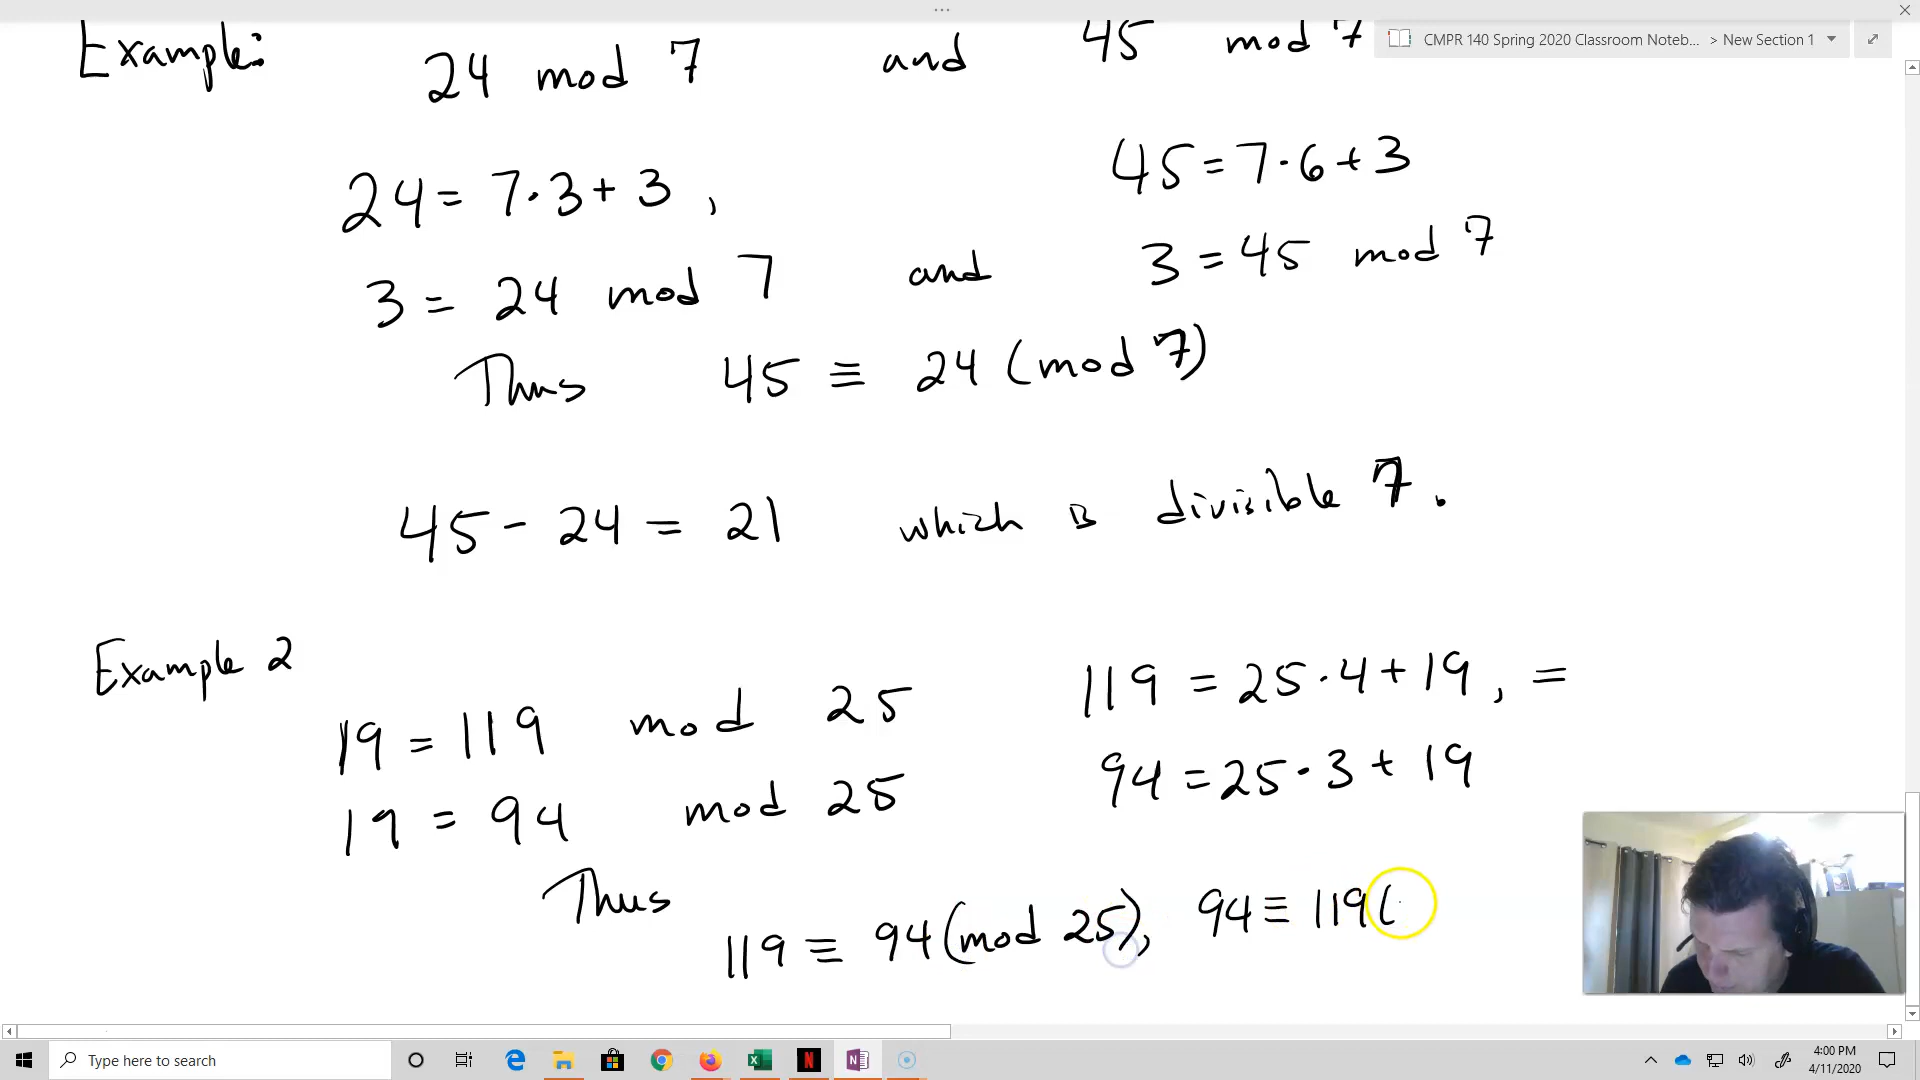 CMPR 140 Spring 2020 Classroom Noteb... > New Section 1
Example: 24 mod 7 and 45 mod 7
24 = 7·3 + 3 , 45 = 7·6 + 3
3 = 24 mod 7 and 3 = 45 mod 7
Thus 45 ≡ 24 (mod 7)
45 - 24 = 21 which is divisible 7.
Example 2
19 = 119 mod 25 119 = 25·4 + 19, =
19 = 94 mod 25 94 = 25·3 + 19
Thus
119 ≡ 94 (mod 25), 94 ≡ 119 (
Type here to search
4:00 PM
4/11/2020